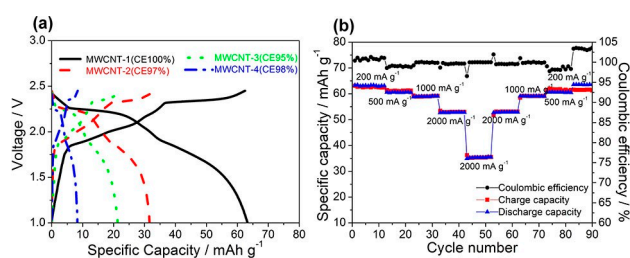 (a)
MWCNT-1(CE100%)
MWCNT-2(CE97%)
MWCNT-3(CE95%)
MWCNT-4(CE98%)
Voltage / V
3.0
2.5
2.0
1.5
1.0
0 10 20 30 40 50 60 70 80
Specific Capacity / mAh g⁻¹
(b)
Specific capacity / mAh g⁻¹
80
70
60
50
40
30
20
10
200 mA g⁻¹
500 mA g⁻¹
1000 mA g⁻¹
2000 mA g⁻¹
2000 mA g⁻¹
1000 mA g⁻¹
500 mA g⁻¹
200 mA g⁻¹
Coulombic efficiency
Charge capacity
Discharge capacity
0 10 20 30 40 50 60 70 80 90
Cycle number
105
100
95
90
85
80
75
70
65
60
Coulombic efficiency / %